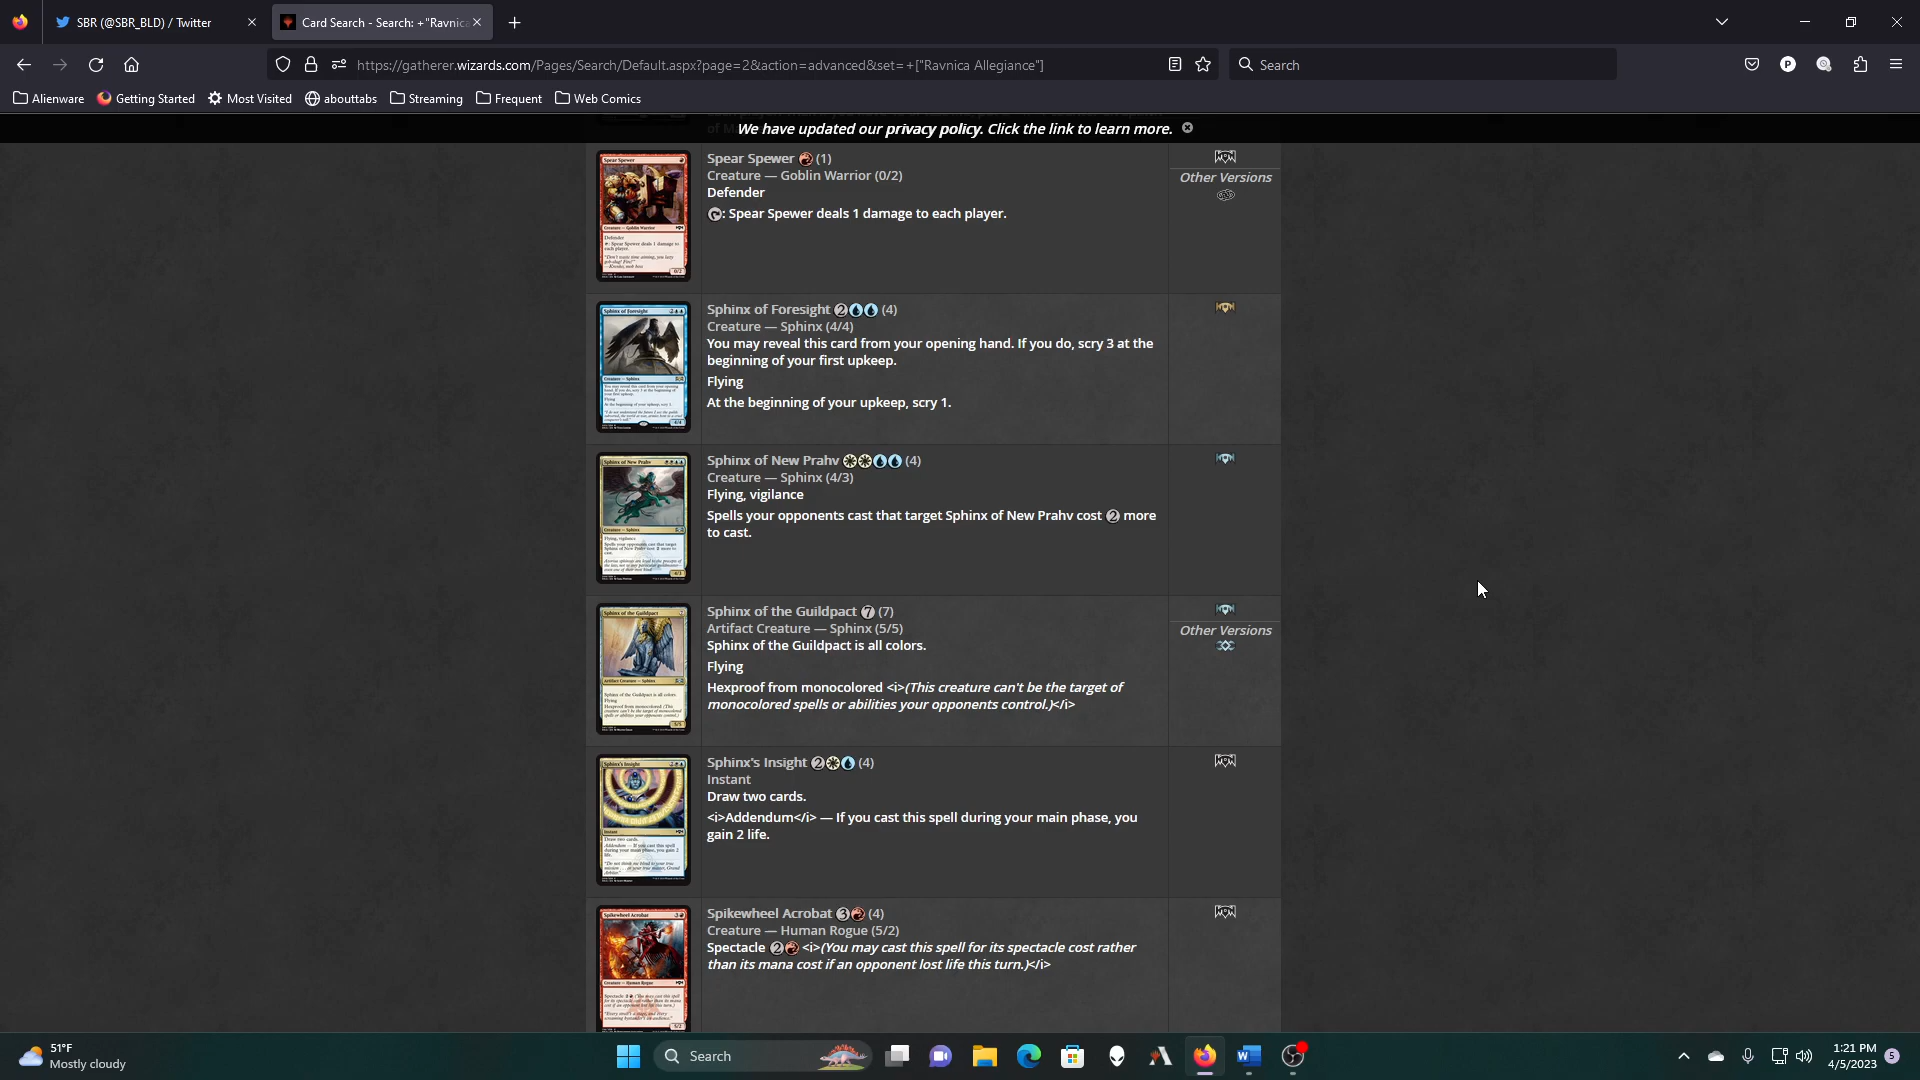 SBR (@SBR_BLD) / Twitter
Card Search - Search: +"Ravnica
https://gatherer.wizards.com/Pages/Search/Default.aspx?page=2&action=advanced&set=+["Ravnica Allegiance"]
Search
Alienware
Getting Started
Most Visited
abouttabs
Streaming
Frequent
Web Comics
We have updated our privacy policy. Click the link to learn more.
Spear Spewer (1)
Creature — Goblin Warrior (0/2)
Defender
: Spear Spewer deals 1 damage to each player.
Other Versions
Sphinx of Foresight 2 (4)
Creature — Sphinx (4/4)
You may reveal this card from your opening hand. If you do, scry 3 at the
beginning of your first upkeep.
Flying
At the beginning of your upkeep, scry 1.
Sphinx of New Prahv (4)
Creature — Sphinx (4/3)
Flying, vigilance
Spells your opponents cast that target Sphinx of New Prahv cost 2 more
to cast.
Sphinx of the Guildpact 7 (7)
Artifact Creature — Sphinx (5/5)
Sphinx of the Guildpact is all colors.
Flying
Hexproof from monocolored <i>(This creature can't be the target of
monocolored spells or abilities your opponents control.)</i>
Other Versions
Sphinx's Insight 2 (4)
Instant
Draw two cards.
<i>Addendum</i> — If you cast this spell during your main phase, you
gain 2 life.
Spikewheel Acrobat 3 (4)
Creature — Human Rogue (5/2)
Spectacle 2 <i>(You may cast this spell for its spectacle cost rather
than its mana cost if an opponent lost life this turn.)</i>
51°F
Mostly cloudy
Search
1:21 PM
4/5/2023
5